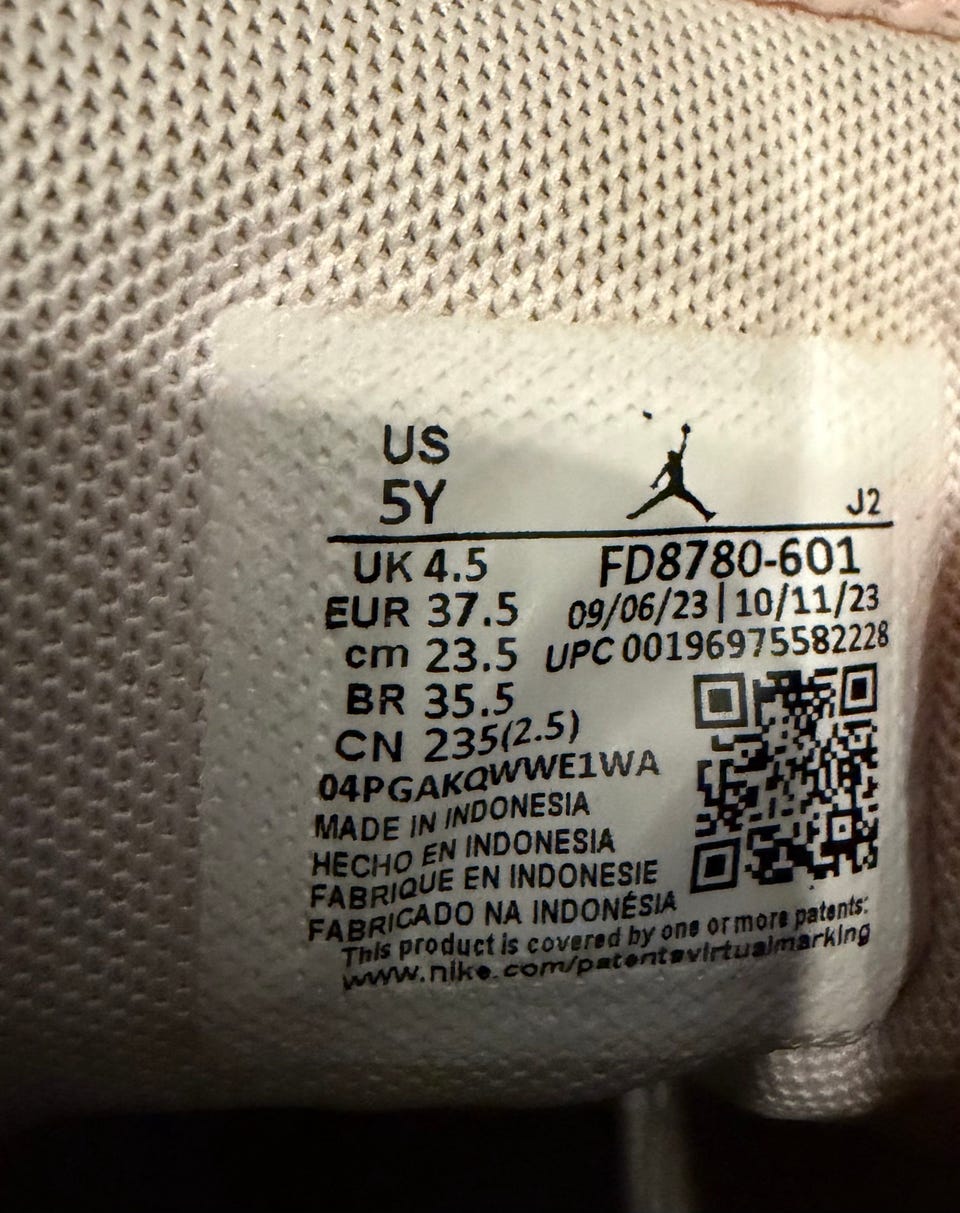 US
5Y
J2
UK 4.5
FD8780-601
EUR 37.5
09/06/23 | 10/11/23
cm 23.5
UPC 00196975582228
BR 35.5
CN 235(2.5)
04PGAKQWWE1WA
MADE IN INDONESIA
HECHO EN INDONESIA
FABRIQUE EN INDONESIE
FABRICADO NA INDONÉSIA
This product is covered by one or more patents:
www.nike.com/patentsvirtualmarking